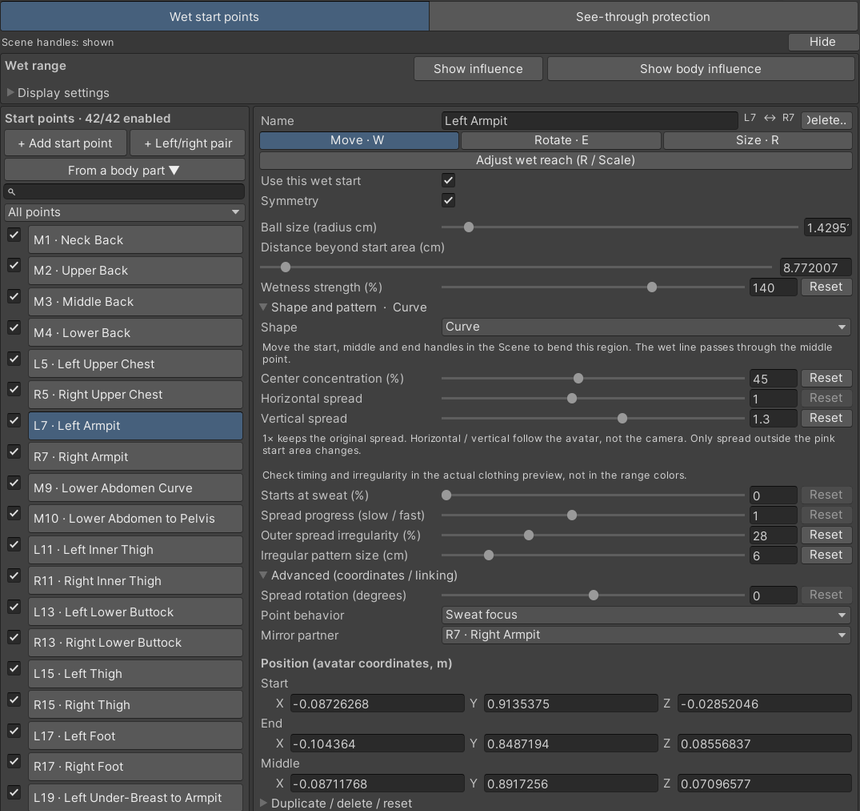 Wet start points
See-through protection
Scene handles: shown
Hide
Wet range
Show influence
Show body influence
Display settings
Start points · 42/42 enabled
+ Add start point
+ Left/right pair
From a body part ▼
All points
M1 · Neck Back
M2 · Upper Back
M3 · Middle Back
M4 · Lower Back
L5 · Left Upper Chest
R5 · Right Upper Chest
L7 · Left Armpit
R7 · Right Armpit
M9 · Lower Abdomen Curve
M10 · Lower Abdomen to Pelvis
L11 · Left Inner Thigh
R11 · Right Inner Thigh
L13 · Left Lower Buttock
R13 · Right Lower Buttock
L15 · Left Thigh
R15 · Right Thigh
L17 · Left Foot
R17 · Right Foot
L19 · Left Under-Breast to Armpit
Name
Left Armpit
L7 ↔ R7
Delete..
Move · W
Rotate · E
Size · R
Adjust wet reach (R / Scale)
Use this wet start
Symmetry
Ball size (radius cm)
1.4295
Distance beyond start area (cm)
8.772007
Wetness strength (%)
140
Reset
Shape and pattern · Curve
Shape
Curve
Move the start, middle and end handles in the Scene to bend this region. The wet line passes through the middle
point.
Center concentration (%)
45
Reset
Horizontal spread
1
Reset
Vertical spread
1.3
Reset
1× keeps the original spread. Horizontal / vertical follow the avatar, not the camera. Only spread outside the pink
start area changes.
Check timing and irregularity in the actual clothing preview, not in the range colors.
Starts at sweat (%)
0
Reset
Spread progress (slow / fast)
1
Reset
Outer spread irregularity (%)
28
Reset
Irregular pattern size (cm)
6
Reset
Advanced (coordinates / linking)
Spread rotation (degrees)
0
Reset
Point behavior
Sweat focus
Mirror partner
R7 · Right Armpit
Position (avatar coordinates, m)
Start
X -0.08726268 Y 0.9135375 Z -0.02852046
End
X -0.104364 Y 0.8487194 Z 0.08556837
Middle
X -0.08711768 Y 0.8917256 Z 0.07096577
Duplicate / delete / reset